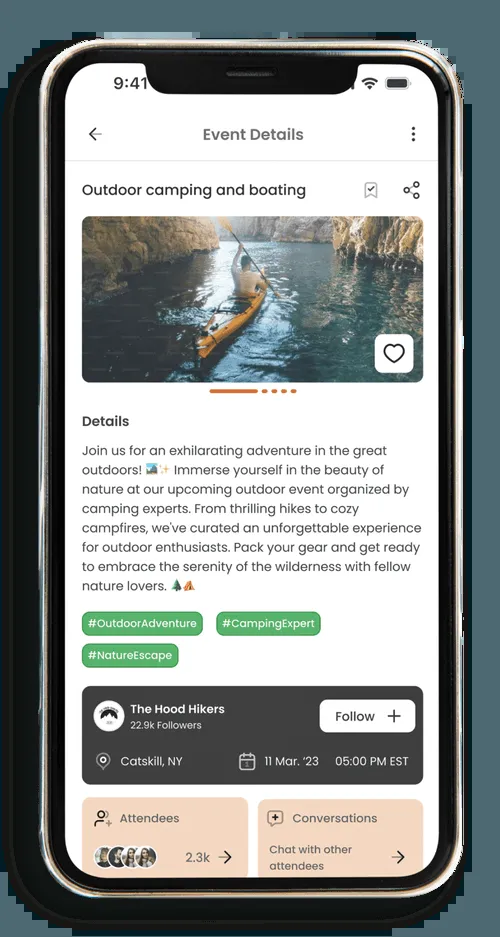 9:41
Event Details
Outdoor camping and boating
Details
Join us for an exhilarating adventure in the great
outdoors! 🏞️✨ Immerse yourself in the beauty of
nature at our upcoming outdoor event organized by
camping experts. From thrilling hikes to cozy
campfires, we've curated an unforgettable experience
for outdoor enthusiasts. Pack your gear and get ready
to embrace the serenity of the wilderness with fellow
nature lovers. 🌲⛺
#OutdoorAdventure #CampingExpert
#NatureEscape
The Hood Hikers
22.9k Followers
Follow
Catskill, NY 11 Mar. ‘23 05:00 PM EST
Attendees
2.3k
Conversations
Chat with other
attendees